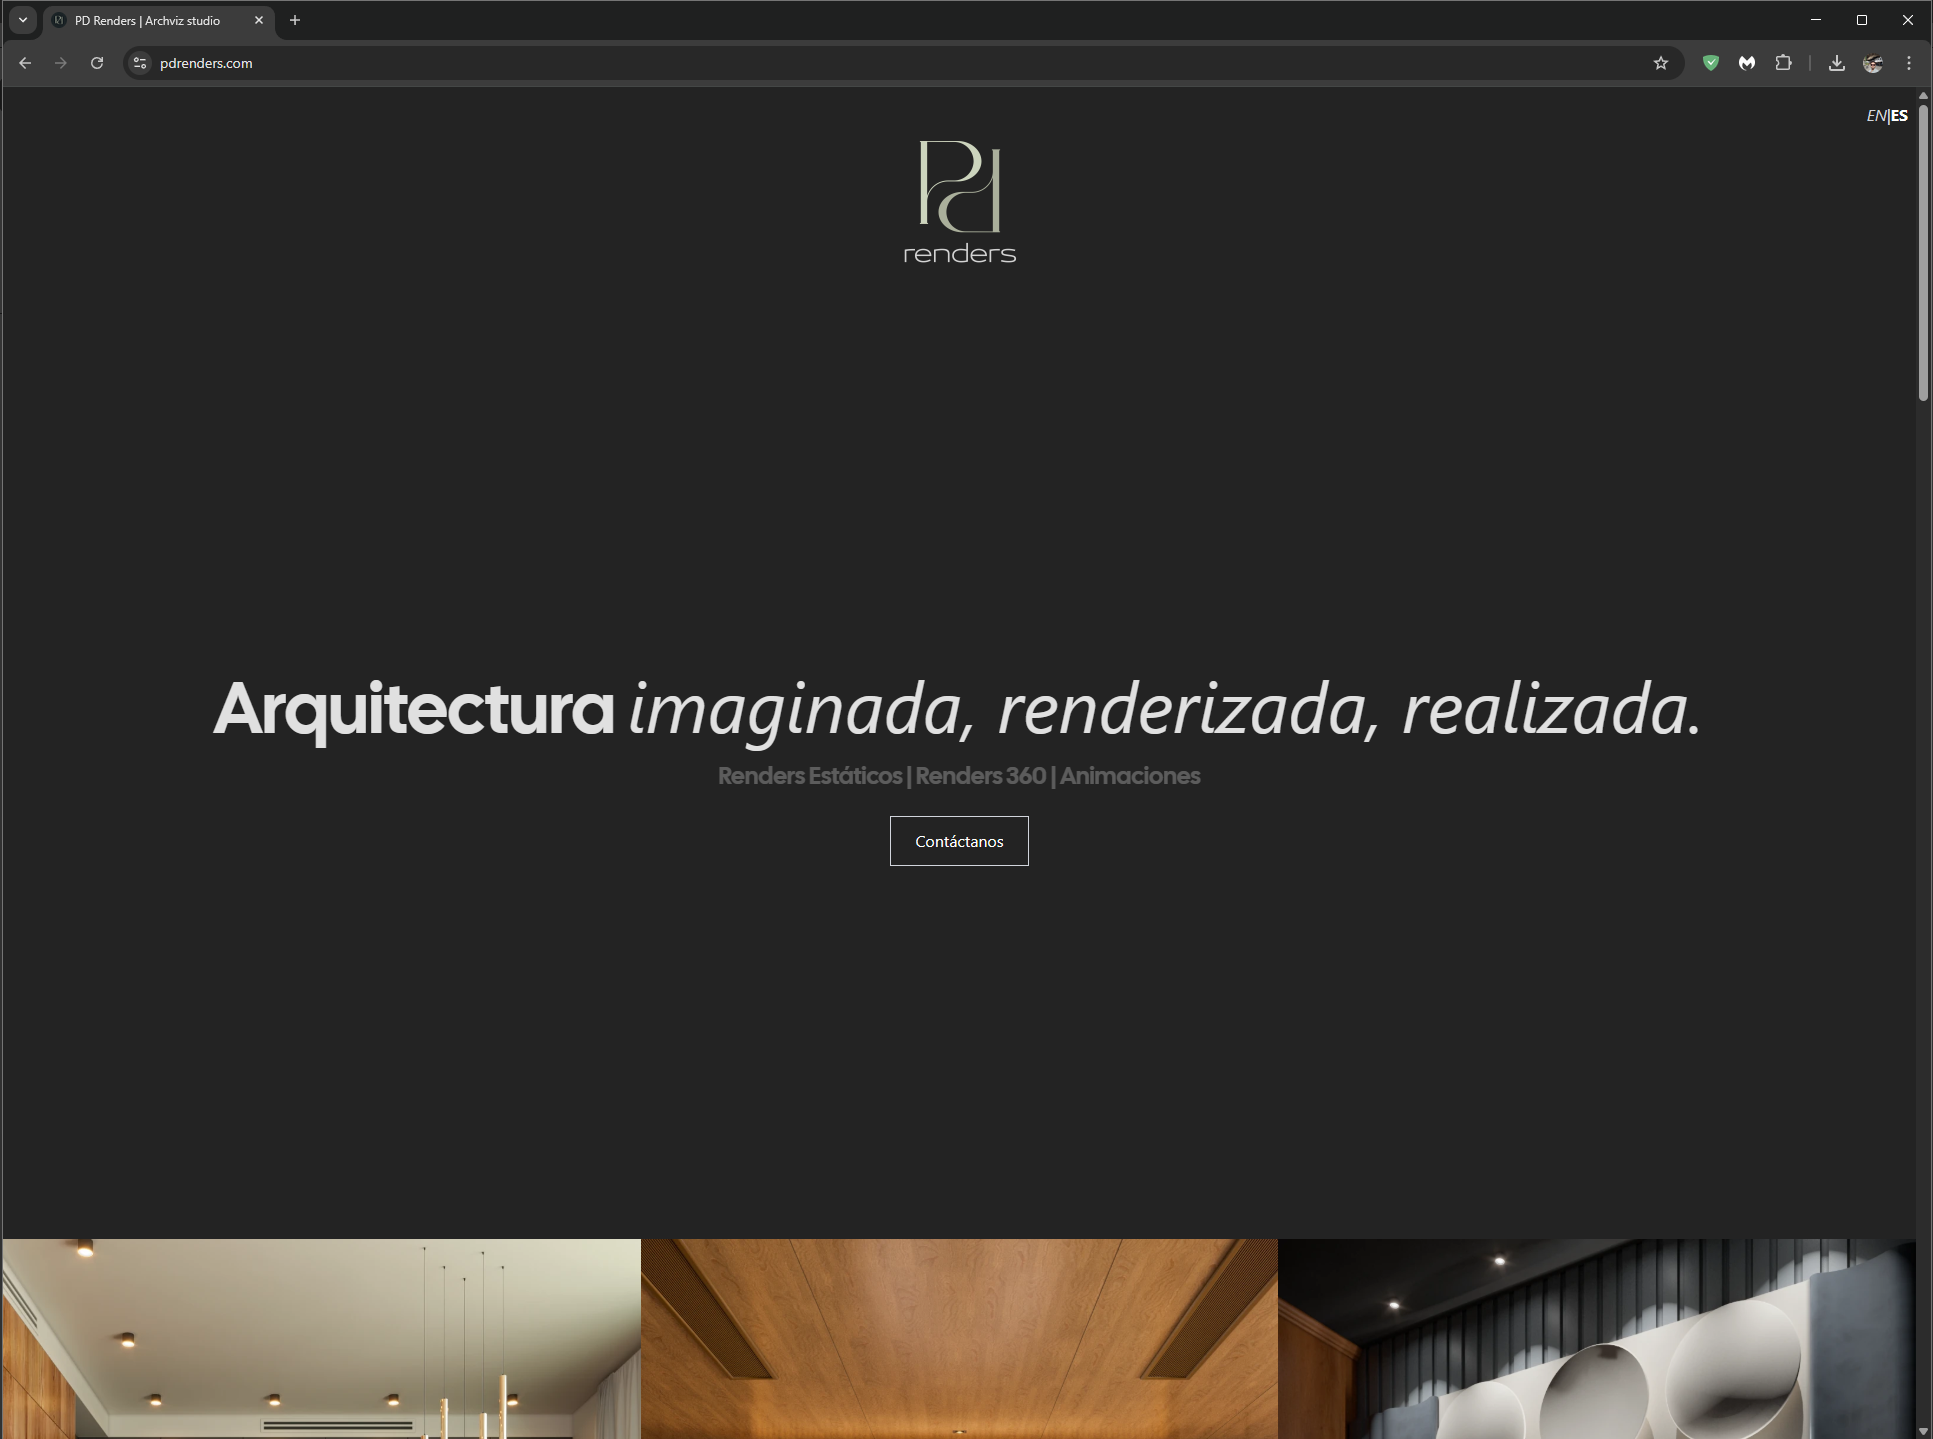 PD Renders | Archviz studio
pdrenders.com
EN|ES
Pd
renders
Arquitectura imaginada, renderizada, realizada.
Renders Estáticos | Renders 360 | Animaciones
Contáctanos